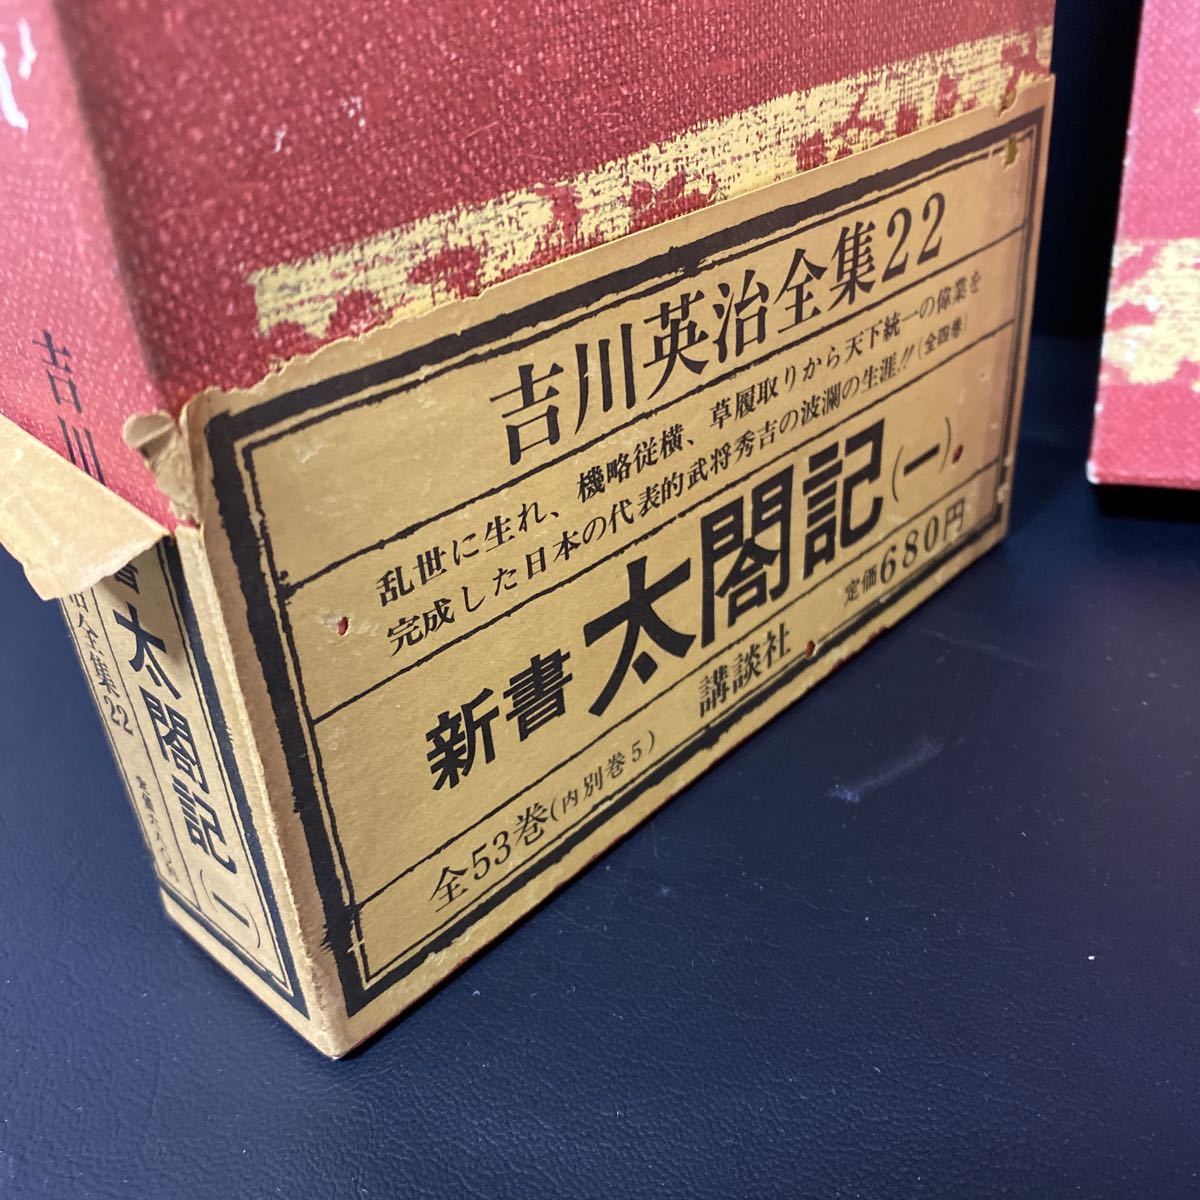 吉川英治全集22
乱世に生れ、機略従横、草履取りから天下統一の偉業を
完成した日本の代表的武将秀吉の波瀾の生涯!!(全四巻)
新書太閤記(一)
定価680円
講談社
全53巻(内別巻5)
吉川
治全集22
書太閤記(一)